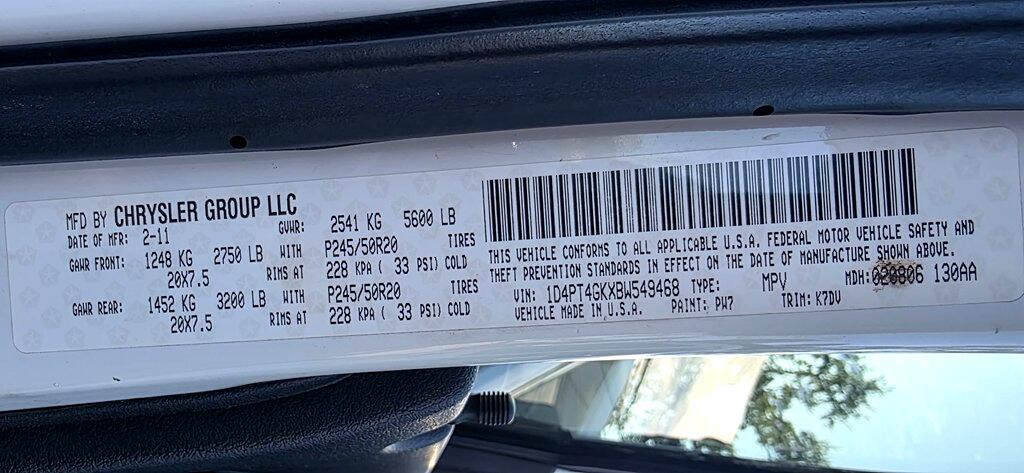 MFD BY CHRYSLER GROUP LLC
DATE OF MFR: 2-11 GVWR: 2541 KG 5600 LB
GAWR FRONT: 1248 KG 2750 LB WITH P245/50R20 TIRES
20X7.5 RIMS AT 228 KPA ( 33 PSI) COLD
GAWR REAR: 1452 KG 3200 LB WITH P245/50R20 TIRES
20X7.5 RIMS AT 228 KPA ( 33 PSI) COLD
THIS VEHICLE CONFORMS TO ALL APPLICABLE U.S.A. FEDERAL MOTOR VEHICLE SAFETY AND
THEFT PREVENTION STANDARDS IN EFFECT ON THE DATE OF MANUFACTURE SHOWN ABOVE.
VIN: 1D4PT4GKXBW549468 TYPE: MPV MDH: 020806 130AA
VEHICLE MADE IN U.S.A. PAINT: PW7 TRIM: K7DV